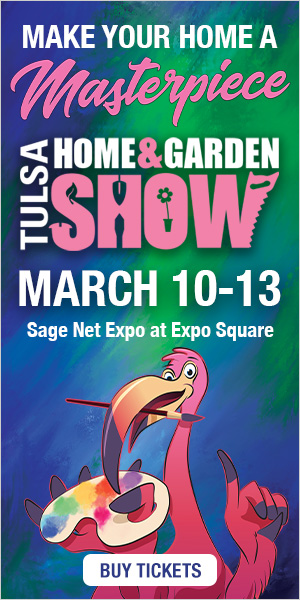 MAKE YOUR HOME A
Masterpiece
TULSA
HOME & GARDEN
SHOW
MARCH 10-13
Sage Net Expo at Expo Square
BUY TICKETS